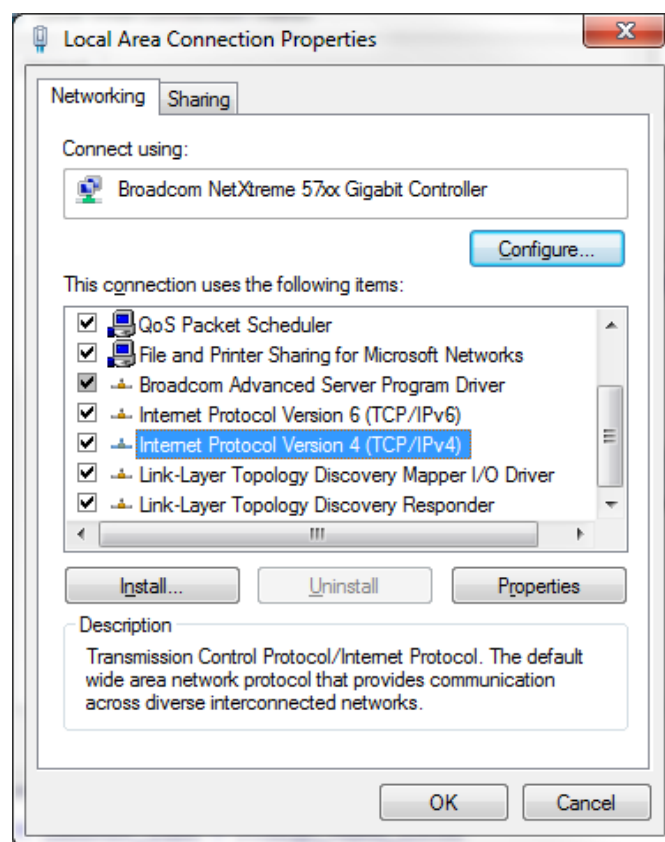 Local Area Connection Properties
Networking
Sharing
Connect using:
Broadcom NetXtreme 57xx Gigabit Controller
Configure...
This connection uses the following items:
QoS Packet Scheduler
File and Printer Sharing for Microsoft Networks
Broadcom Advanced Server Program Driver
Internet Protocol Version 6 (TCP/IPv6)
Internet Protocol Version 4 (TCP/IPv4)
Link-Layer Topology Discovery Mapper I/O Driver
Link-Layer Topology Discovery Responder
Install...
Uninstall
Properties
Description
Transmission Control Protocol/Internet Protocol. The default
wide area network protocol that provides communication
across diverse interconnected networks.
OK
Cancel